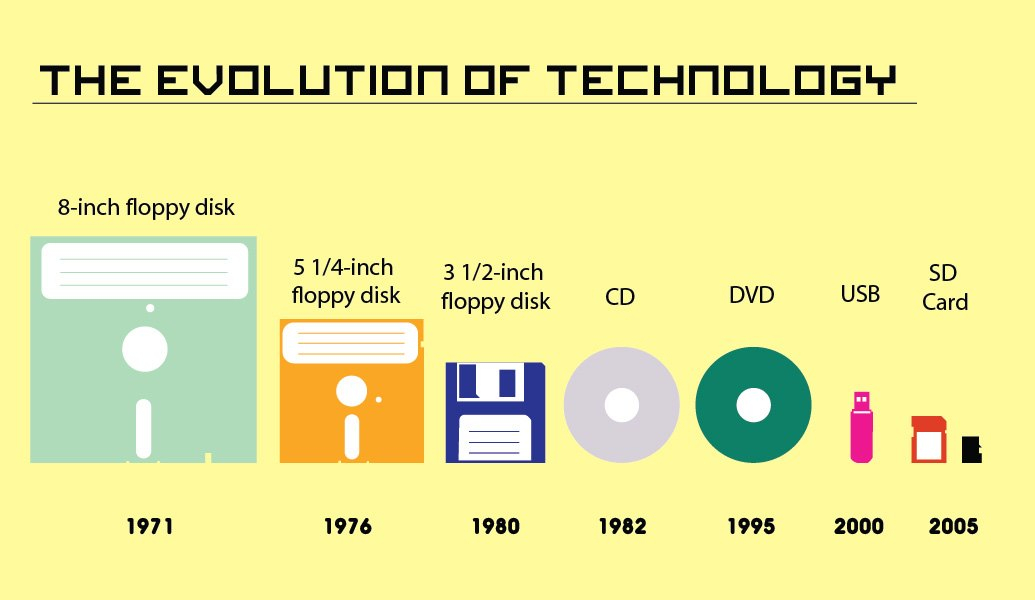 THE EVOLUTION OF TECHNOLOGY
8-inch floppy disk
5 1/4-inch
floppy disk
3 1/2-inch
floppy disk
CD
DVD
USB
SD
Card
1971
1976
1980
1982
1995
2000
2005